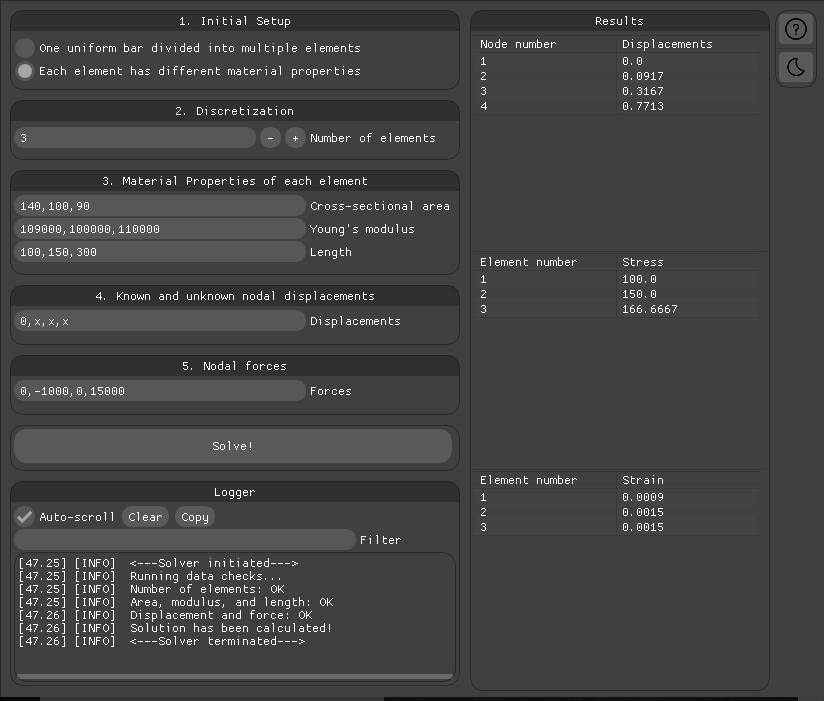 1. Initial Setup
One uniform bar divided into multiple elements
Each element has different material properties
2. Discretization
3 - + Number of elements
3. Material Properties of each element
140,100,90 Cross-sectional area
109000,100000,110000 Young's modulus
100,150,300 Length
4. Known and unknown nodal displacements
0,x,x,x Displacements
5. Nodal forces
0,-1000,0,15000 Forces
Solve!
Logger
Auto-scroll Clear Copy
Filter
[47.25] [INFO] <---Solver initiated--->
[47.25] [INFO] Running data checks...
[47.25] [INFO] Number of elements: OK
[47.25] [INFO] Area, modulus, and length: OK
[47.26] [INFO] Displacement and force: OK
[47.26] [INFO] Solution has been calculated!
[47.26] [INFO] <---Solver terminated--->
Results
Node number Displacements
1 0.0
2 0.0917
3 0.3167
4 0.7713
Element number Stress
1 100.0
2 150.0
3 166.6667
Element number Strain
1 0.0009
2 0.0015
3 0.0015
?